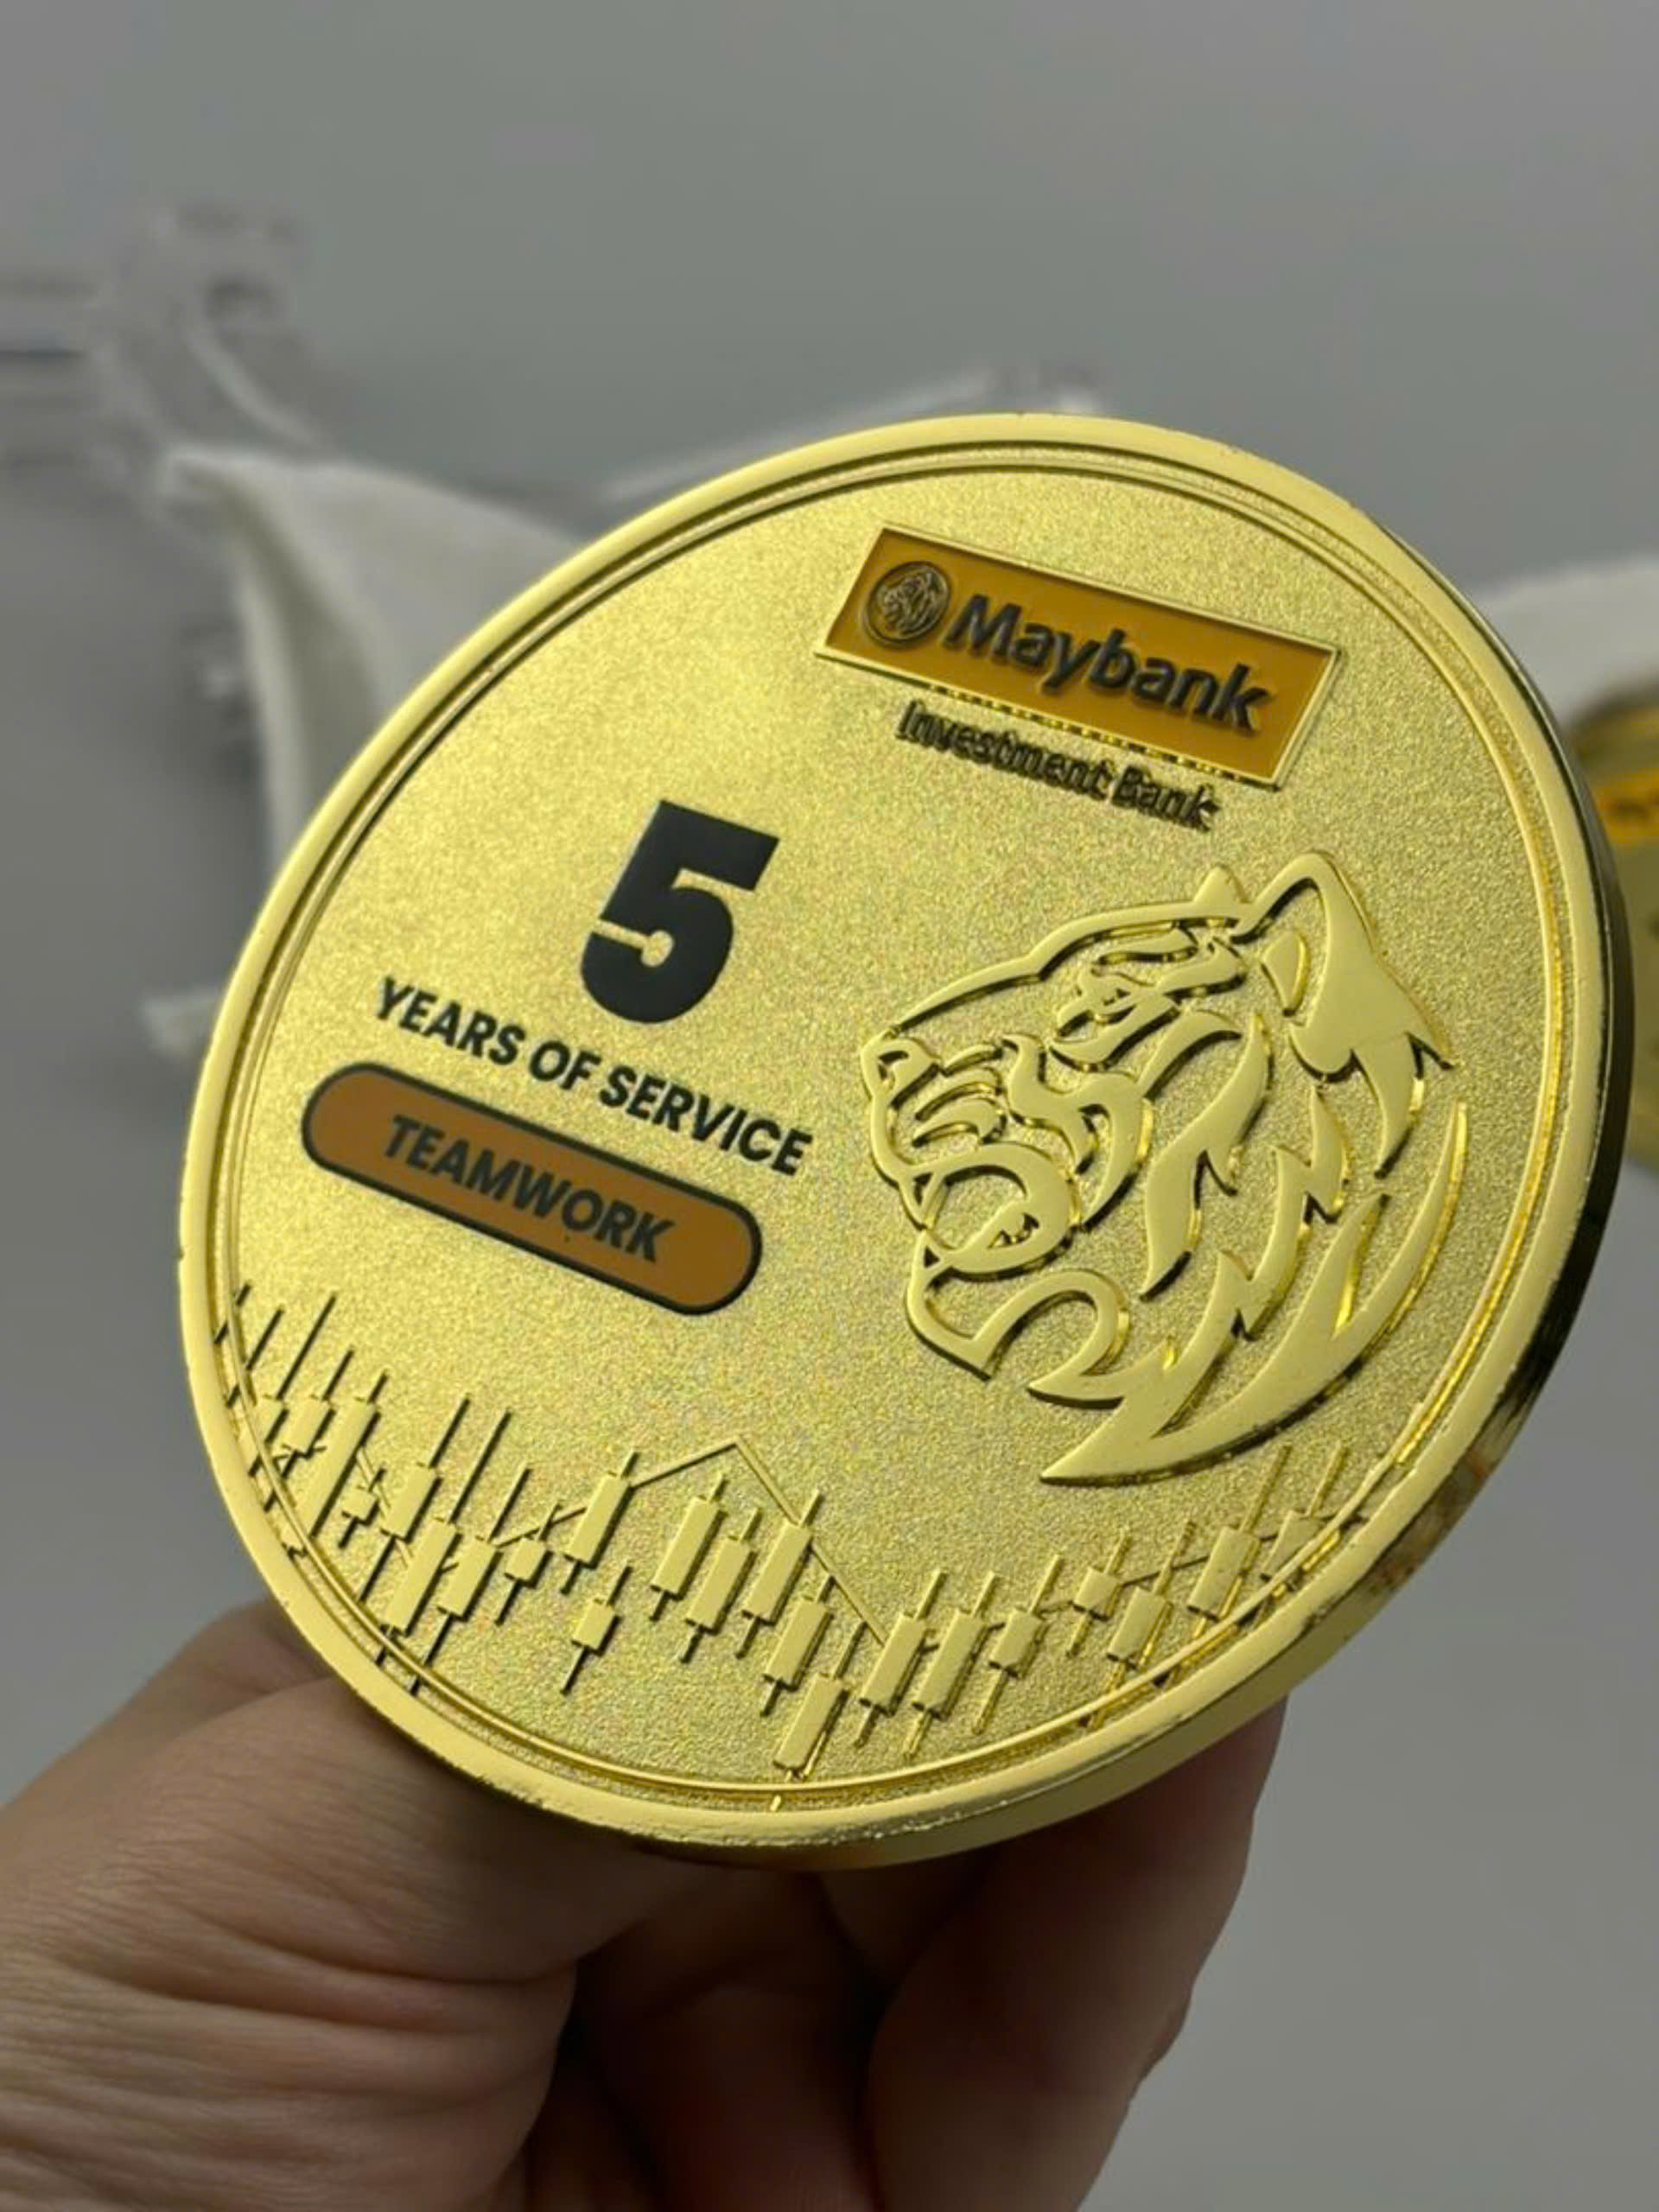 Maybank
Investment Bank
5
YEARS OF SERVICE
TEAMWORK